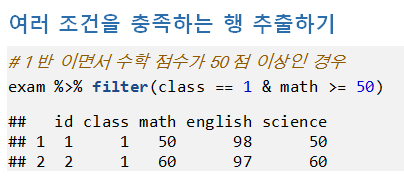 여러 조건을 충족하는 행 추출하기
# 1반 이면서 수학 점수가 50점 이상인 경우
exam %>% filter(class == 1 & math >= 50)
##   id class math english science
## 1  1     1   50      98      50
## 2  2     1   60      97      60